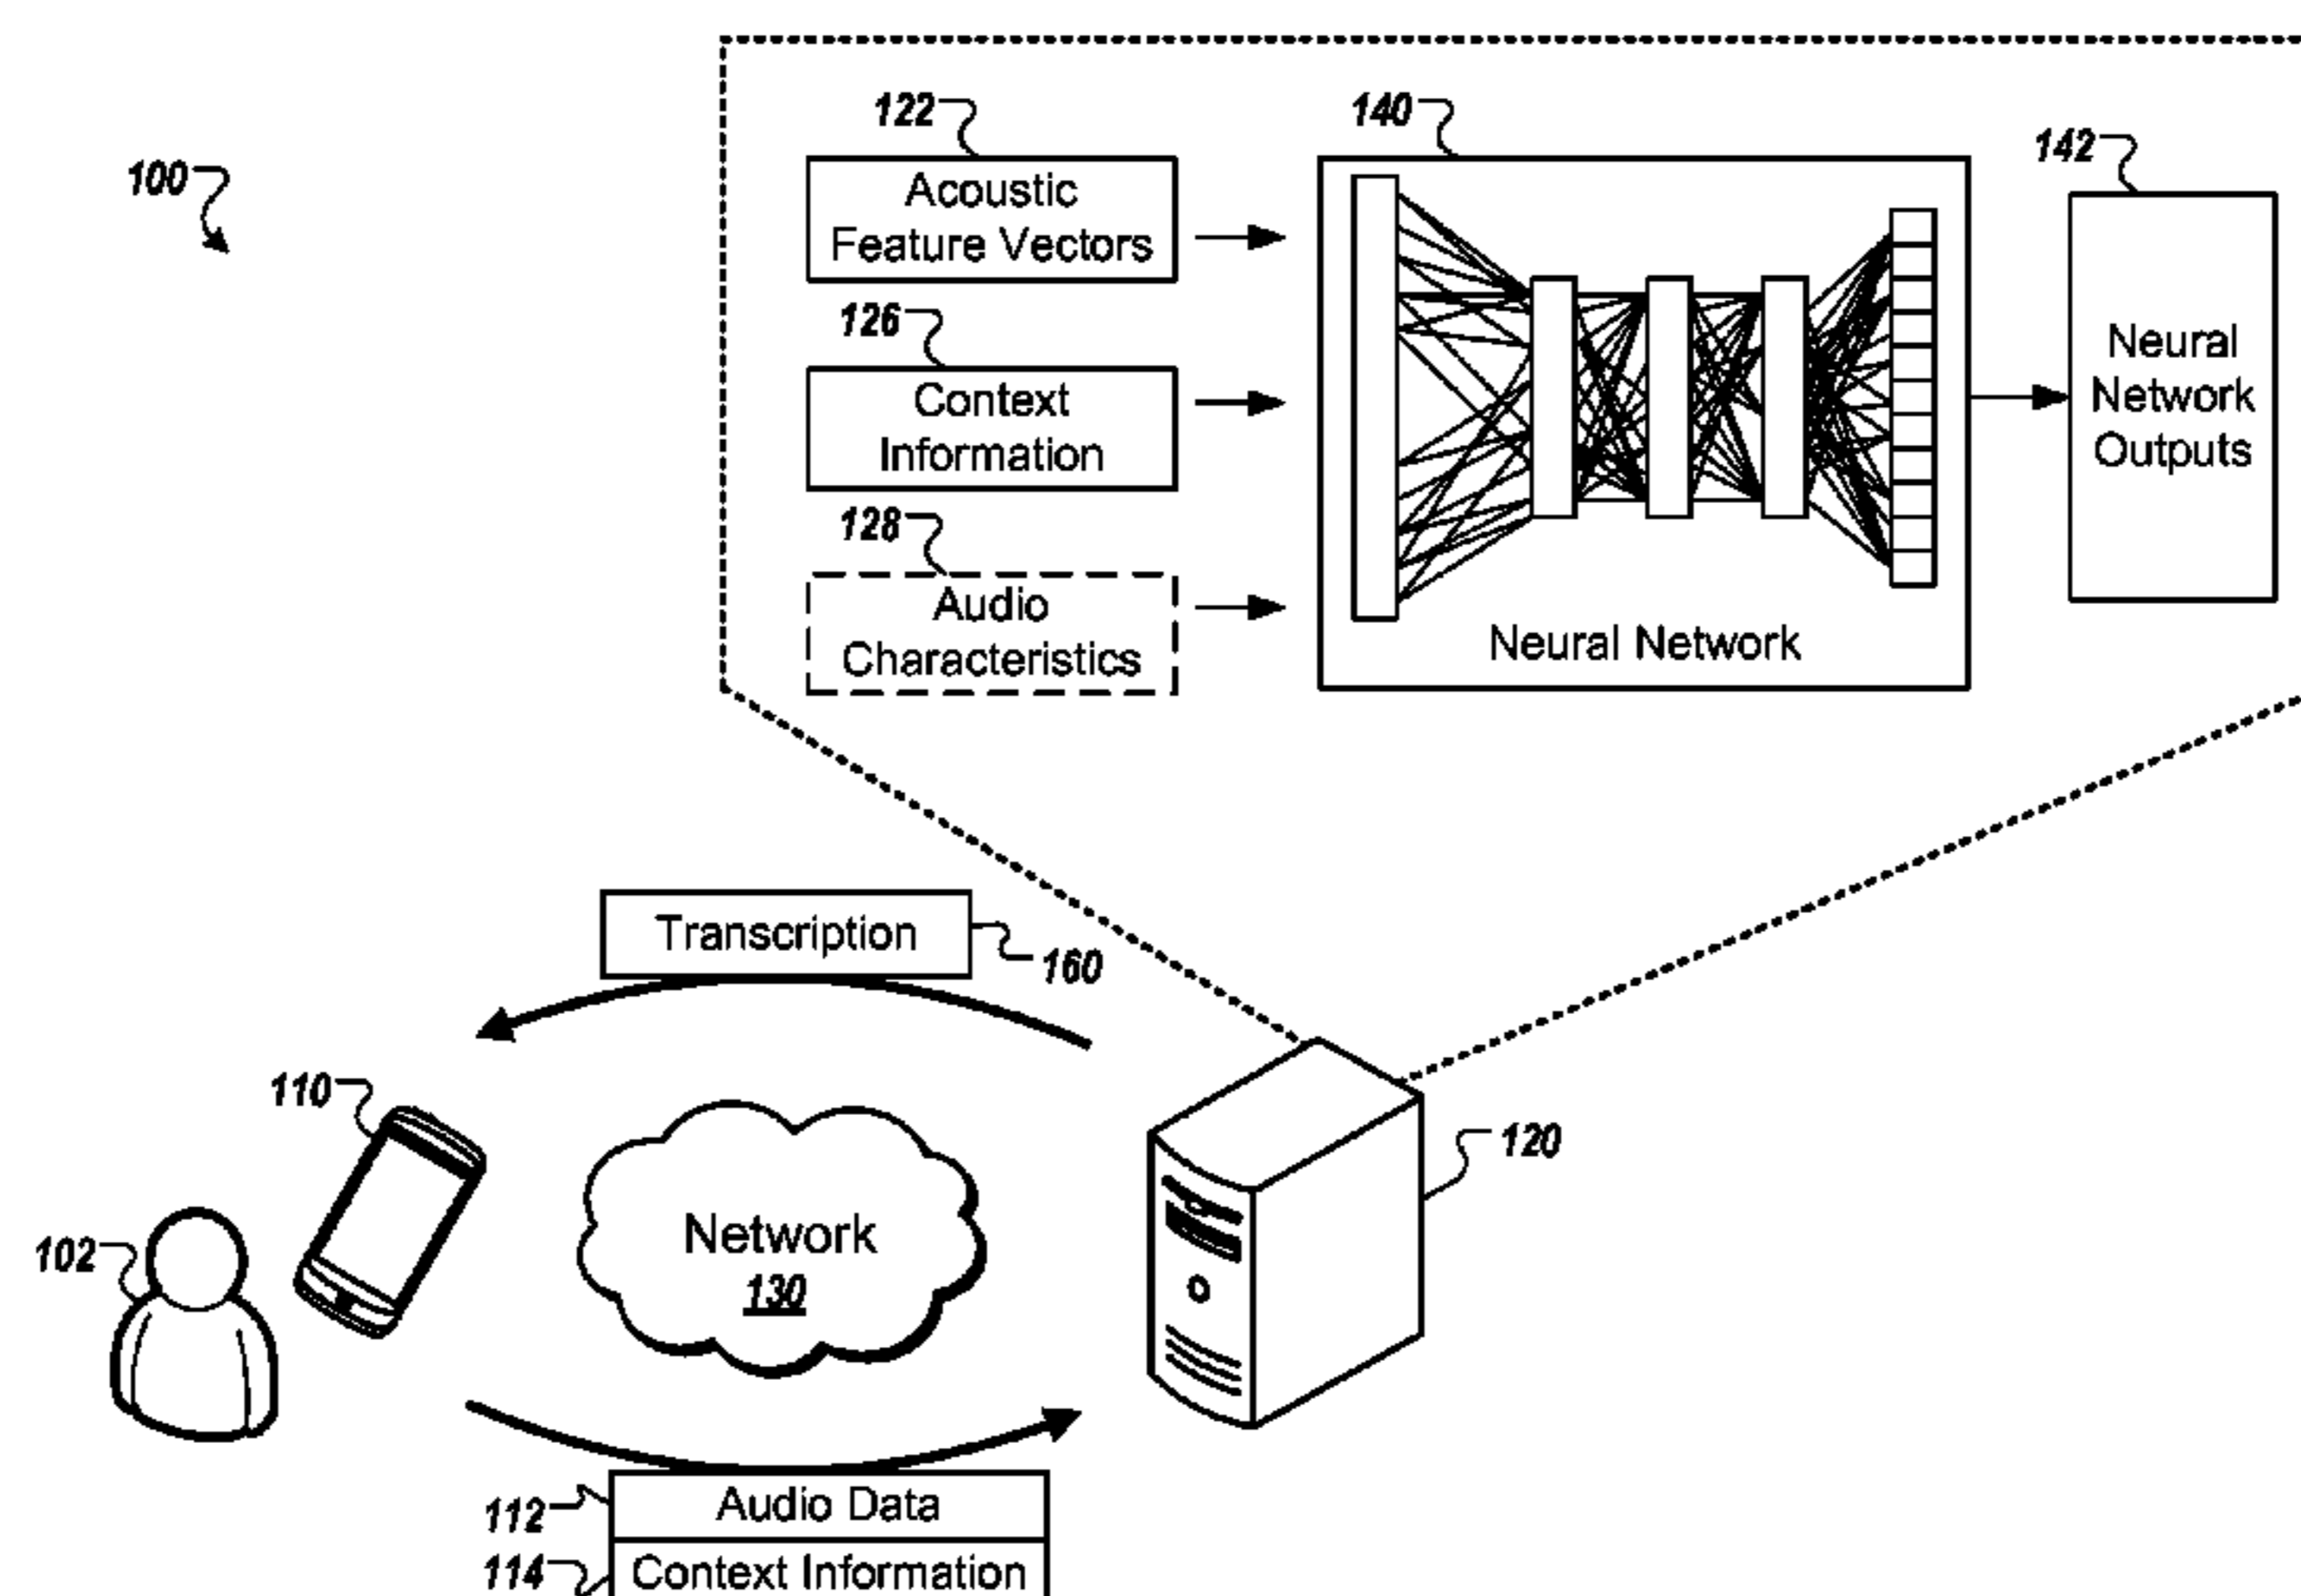 100
122
Acoustic
Feature Vectors
126
Context
Information
128
Audio
Characteristics
140
Neural Network
142
Neural
Network
Outputs
Transcription
160
110
102
Network
130
120
112
Audio Data
114
Context Information